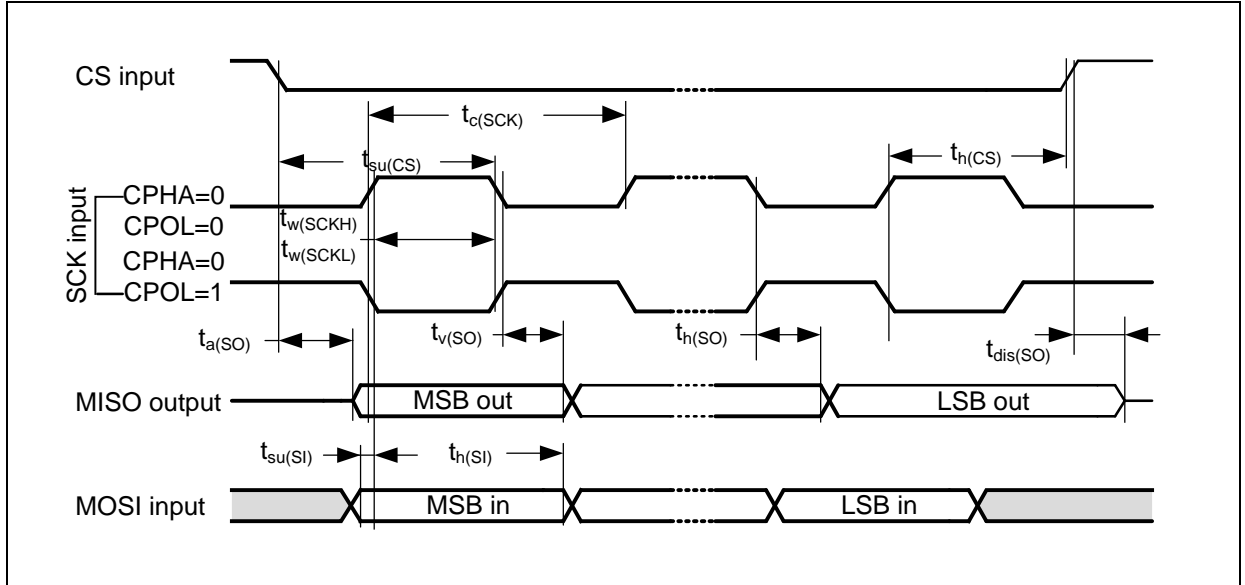 CS input
tc(SCK)
tsu(CS)
th(CS)
SCK input
CPHA=0
CPOL=0
CPHA=0
CPOL=1
tw(SCKH)
tw(SCKL)
ta(SO)
tv(SO)
th(SO)
tdis(SO)
MISO output
MSB out
LSB out
tsu(SI)
th(SI)
MOSI input
MSB in
LSB in